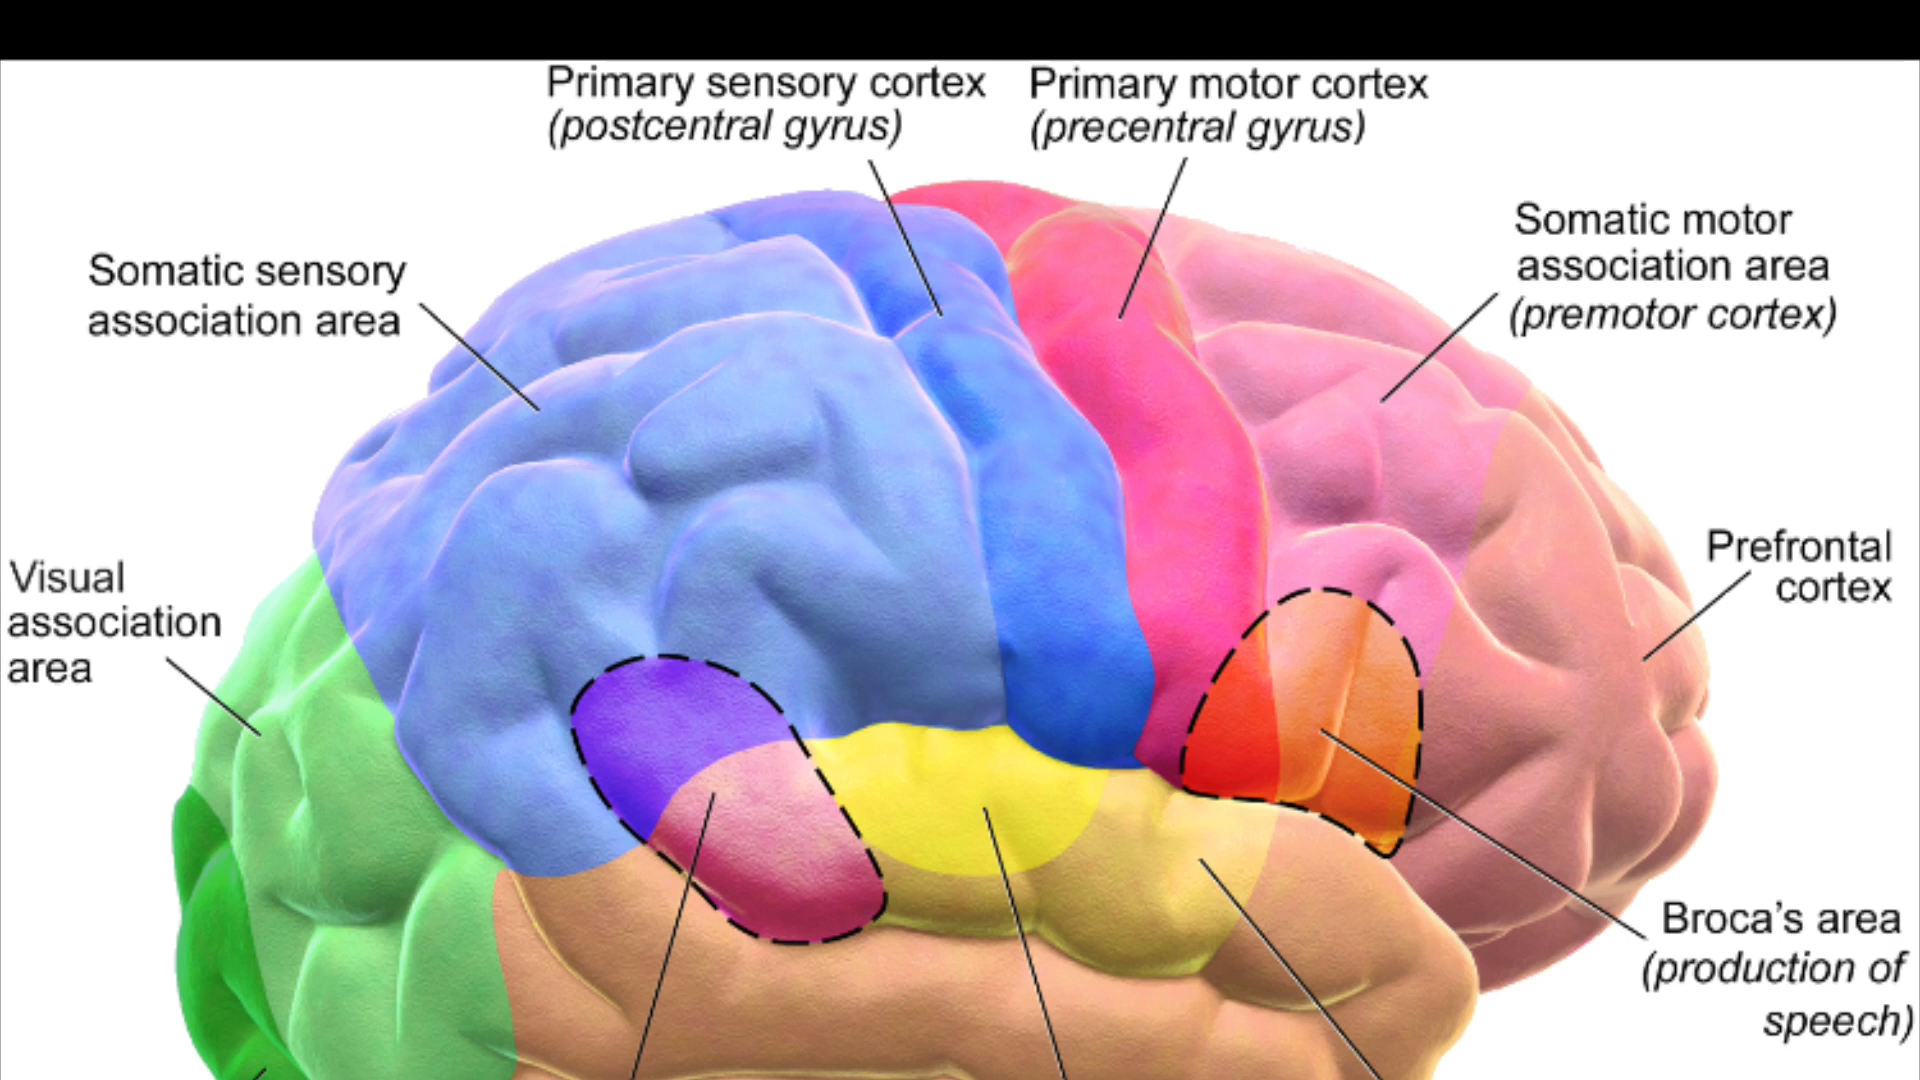 Primary sensory cortex
(postcentral gyrus)
Primary motor cortex
(precentral gyrus)
Somatic motor
association area
(premotor cortex)
Somatic sensory
association area
Prefrontal
cortex
Visual
association
area
Broca’s area
(production of
speech)